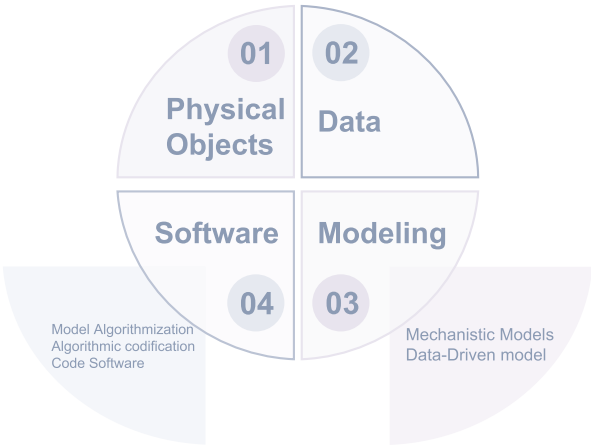 01
Physical
Objects
02
Data
Software
04
Modeling
03
Model Algorithmization
Algorithmic codification
Code Software
Mechanistic Models
Data-Driven model